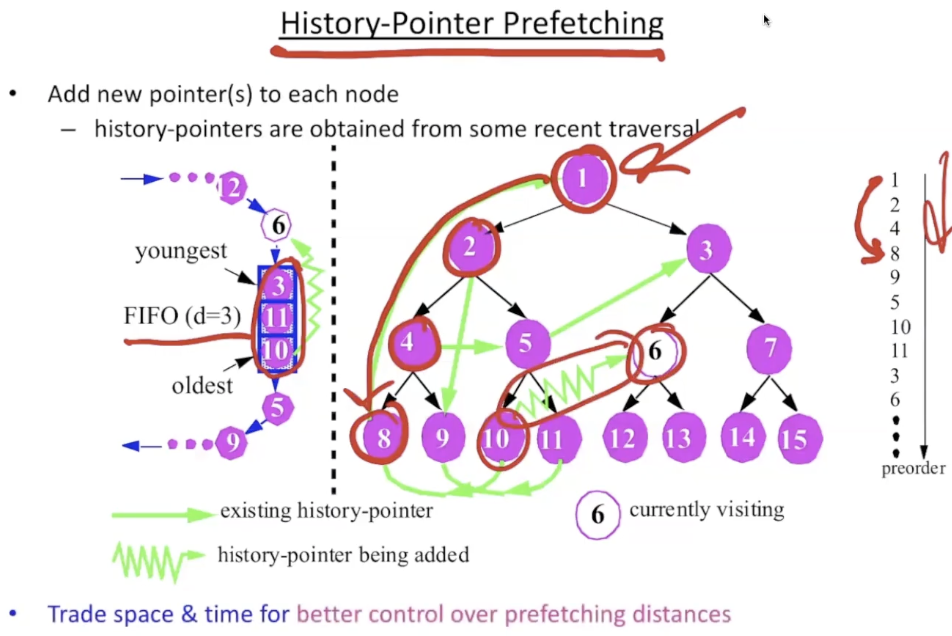 History-Pointer Prefetching
• Add new pointer(s) to each node
– history-pointers are obtained from some recent traversal
12
6
youngest
3
FIFO (d=3)
11
10
oldest
5
9
1
2
3
4
5
6
7
8
9
10
11
12
13
14
15
1
2
4
8
9
5
10
11
3
6
preorder
existing history-pointer
6 currently visiting
history-pointer being added
• Trade space & time for better control over prefetching distances